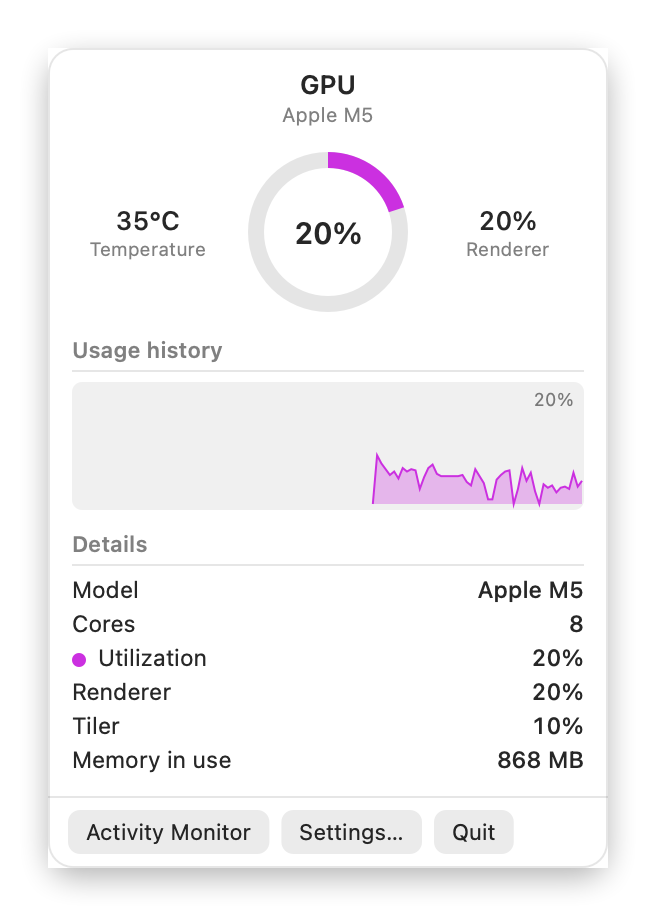 GPU
Apple M5
35°C
Temperature
20%
20%
Renderer
Usage history
20%
Details
Model Apple M5
Cores 8
Utilization 20%
Renderer 20%
Tiler 10%
Memory in use 868 MB
Activity Monitor Settings... Quit